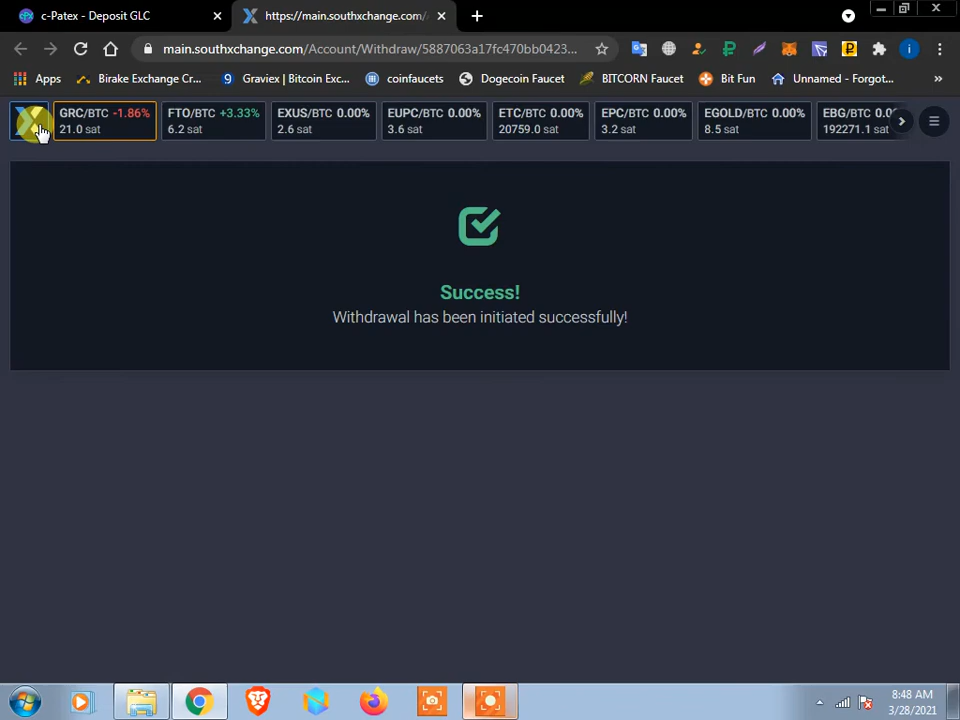 c-Patex - Deposit GLC
https://main.southxchange.com/
main.southxchange.com/Account/Withdraw/5887063a17fc470bb0423...
i
Apps
Birake Exchange Cr...
Graviex | Bitcoin Exc...
coinfaucets
Dogecoin Faucet
BITCORN Faucet
Bit Fun
Unnamed - Forgot...
»
GRC/BTC -1.86%
21.0 sat
FTO/BTC +3.33%
6.2 sat
EXUS/BTC 0.00%
2.6 sat
EUPC/BTC 0.00%
3.6 sat
ETC/BTC 0.00%
20759.0 sat
EPC/BTC 0.00%
3.2 sat
EGOLD/BTC 0.00%
8.5 sat
EBG/BTC 0.0
192271.1 sat
Success!
Withdrawal has been initiated successfully!
8:48 AM
3/28/2021